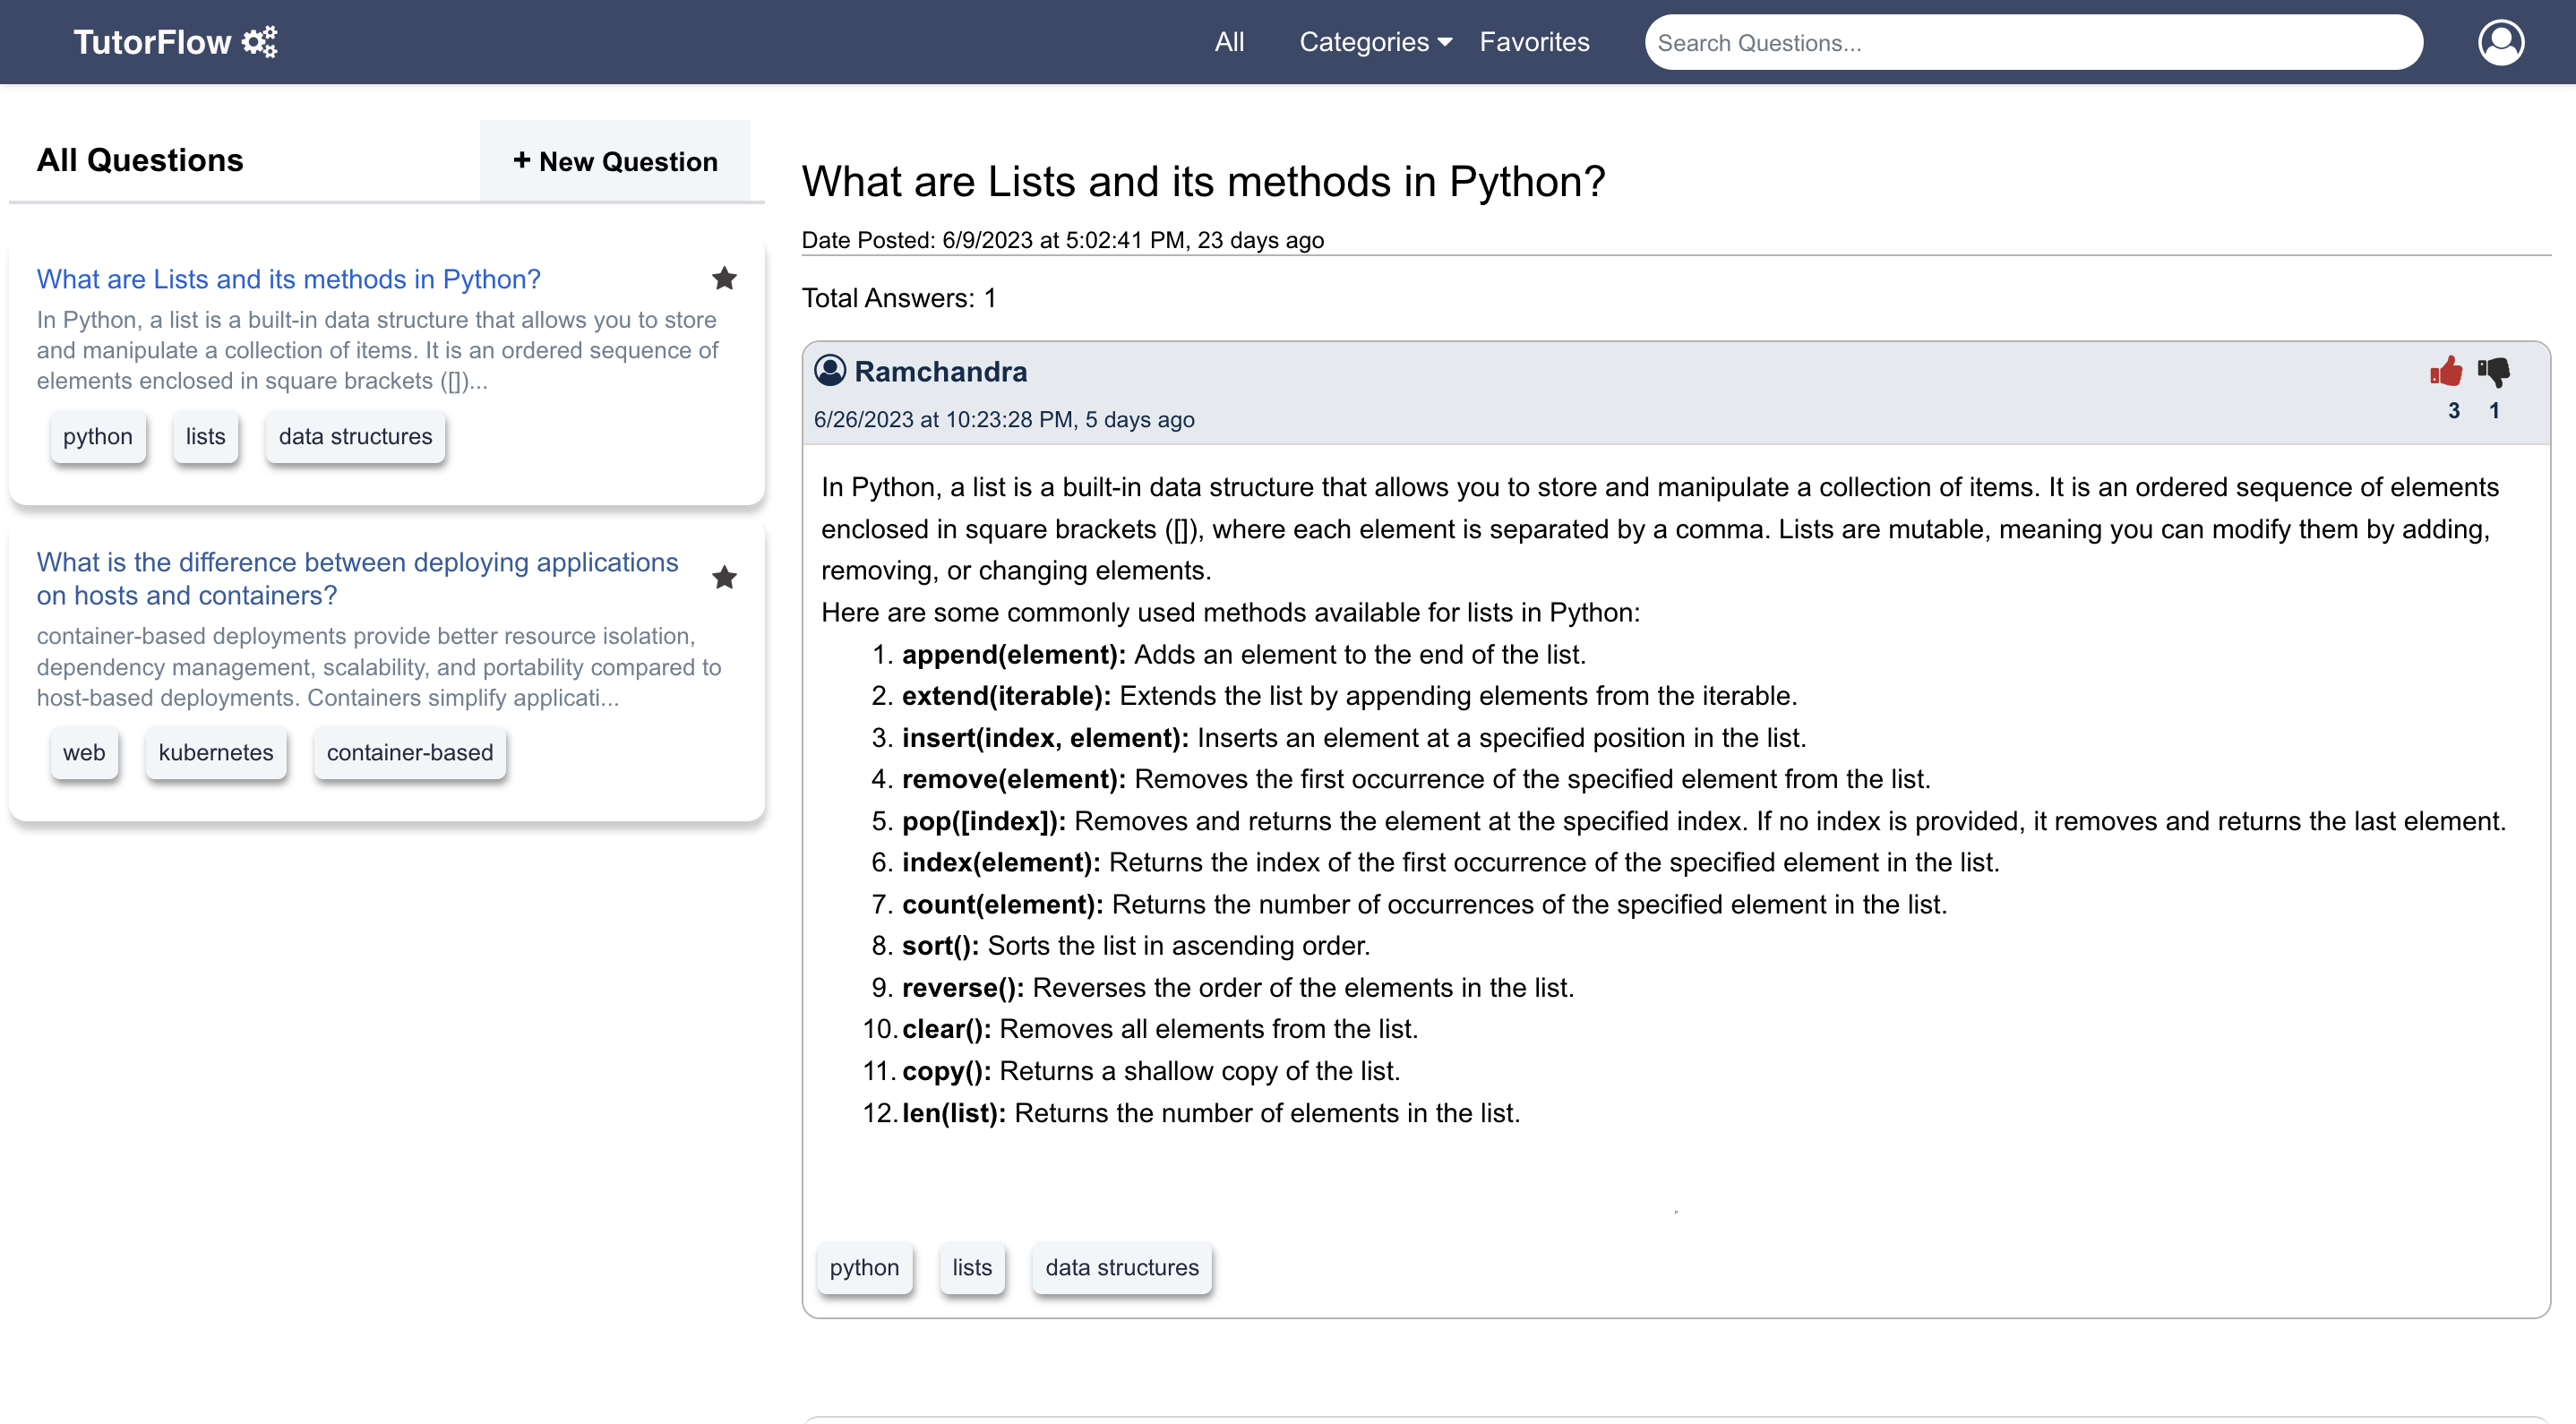 TutorFlow
All
Categories
Favorites
Search Questions...
All Questions
+ New Question
What are Lists and its methods in Python?
In Python, a list is a built-in data structure that allows you to store
and manipulate a collection of items. It is an ordered sequence of
elements enclosed in square brackets ([])...
python
lists
data structures
What is the difference between deploying applications
on hosts and containers?
container-based deployments provide better resource isolation,
dependency management, scalability, and portability compared to
host-based deployments. Containers simplify applicati...
web
kubernetes
container-based
What are Lists and its methods in Python?
Date Posted: 6/9/2023 at 5:02:41 PM, 23 days ago
Total Answers: 1
Ramchandra
6/26/2023 at 10:23:28 PM, 5 days ago
3
1
In Python, a list is a built-in data structure that allows you to store and manipulate a collection of items. It is an ordered sequence of elements
enclosed in square brackets ([]), where each element is separated by a comma. Lists are mutable, meaning you can modify them by adding,
removing, or changing elements.
Here are some commonly used methods available for lists in Python:
1. append(element): Adds an element to the end of the list.
2. extend(iterable): Extends the list by appending elements from the iterable.
3. insert(index, element): Inserts an element at a specified position in the list.
4. remove(element): Removes the first occurrence of the specified element from the list.
5. pop([index]): Removes and returns the element at the specified index. If no index is provided, it removes and returns the last element.
6. index(element): Returns the index of the first occurrence of the specified element in the list.
7. count(element): Returns the number of occurrences of the specified element in the list.
8. sort(): Sorts the list in ascending order.
9. reverse(): Reverses the order of the elements in the list.
10. clear(): Removes all elements from the list.
11. copy(): Returns a shallow copy of the list.
12. len(list): Returns the number of elements in the list.
python
lists
data structures